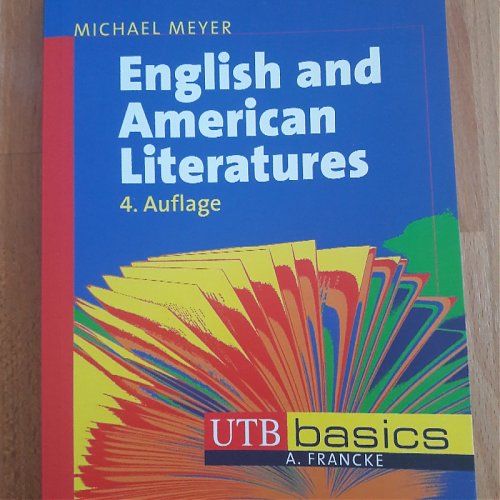 MICHAEL MEYER
English and
American
Literatures
4. Auflage
UTB basics
A. FRANCKE